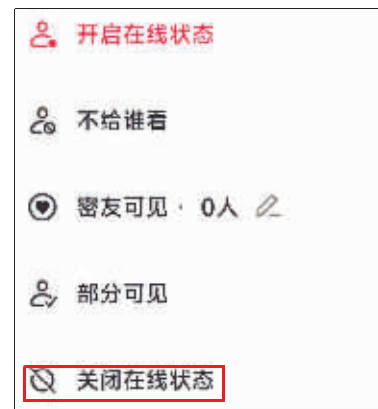 开启在线状态
不给谁看
密友可见 · 0人
部分可见
关闭在线状态